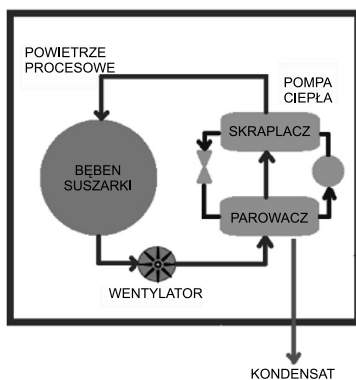 POWIETRZE
PROCESOWE
POMPA
CIEPŁA
SKRAPLACZ
BĘBEN
SUSZARKI
PAROWACZ
WENTYLATOR
KONDENSAT